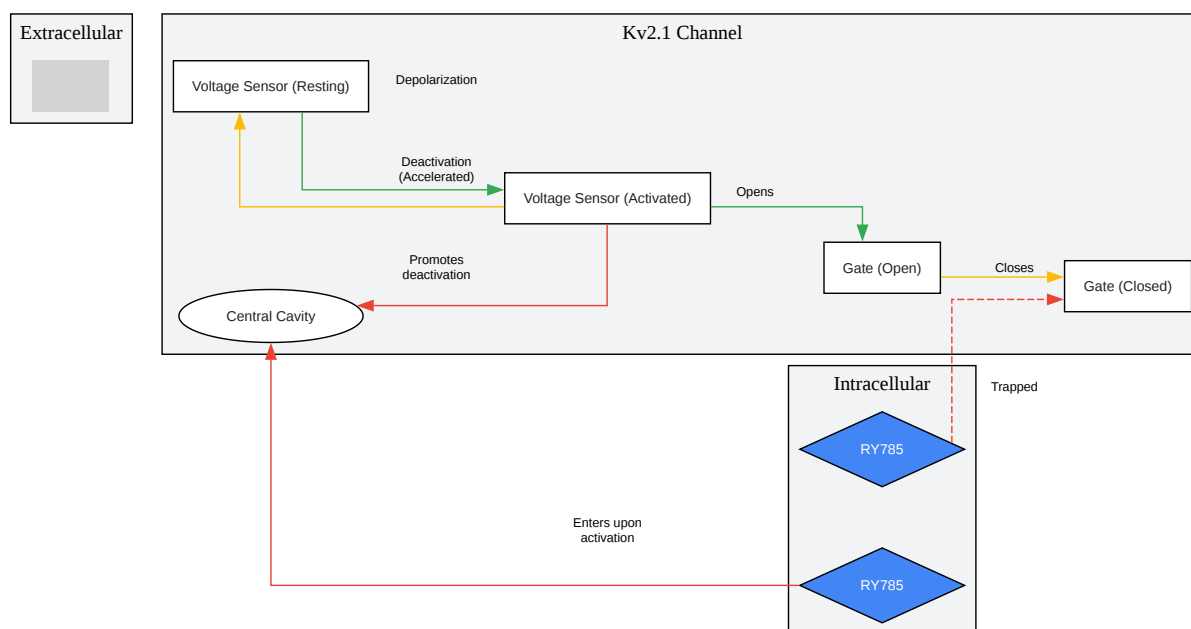 Extracellular
Kv2.1 Channel
Voltage Sensor (Resting)
Depolarization
Deactivation
(Accelerated)
Voltage Sensor (Activated)
Opens
Promotes
deactivation
Gate (Open)
Closes
Gate (Closed)
Central Cavity
Intracellular
Trapped
RY785
Enters upon
activation
RY785